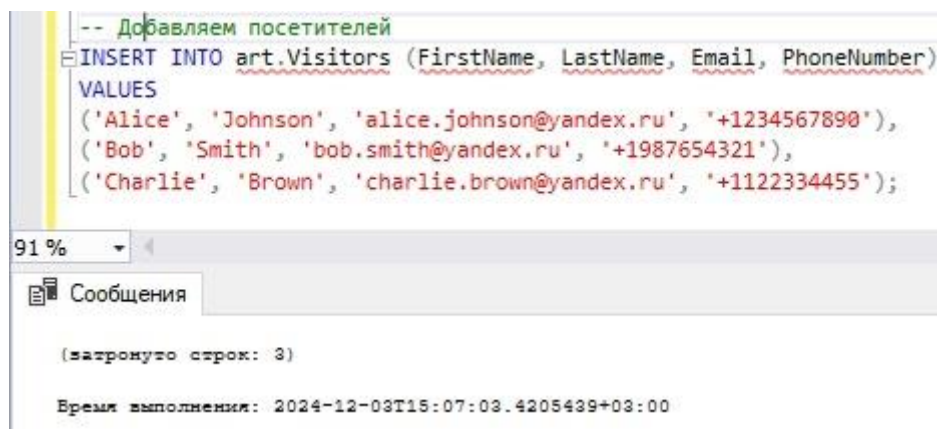 -- Добавляем посетителей
INSERT INTO art.Visitors (FirstName, LastName, Email, PhoneNumber)
VALUES
('Alice', 'Johnson', 'alice.johnson@yandex.ru', '+1234567890'),
('Bob', 'Smith', 'bob.smith@yandex.ru', '+1987654321'),
('Charlie', 'Brown', 'charlie.brown@yandex.ru', '+1122334455');
91 %
Сообщения
(затронуто строк: 3)
Время выполнения: 2024-12-03T15:07:03.4205439+03:00